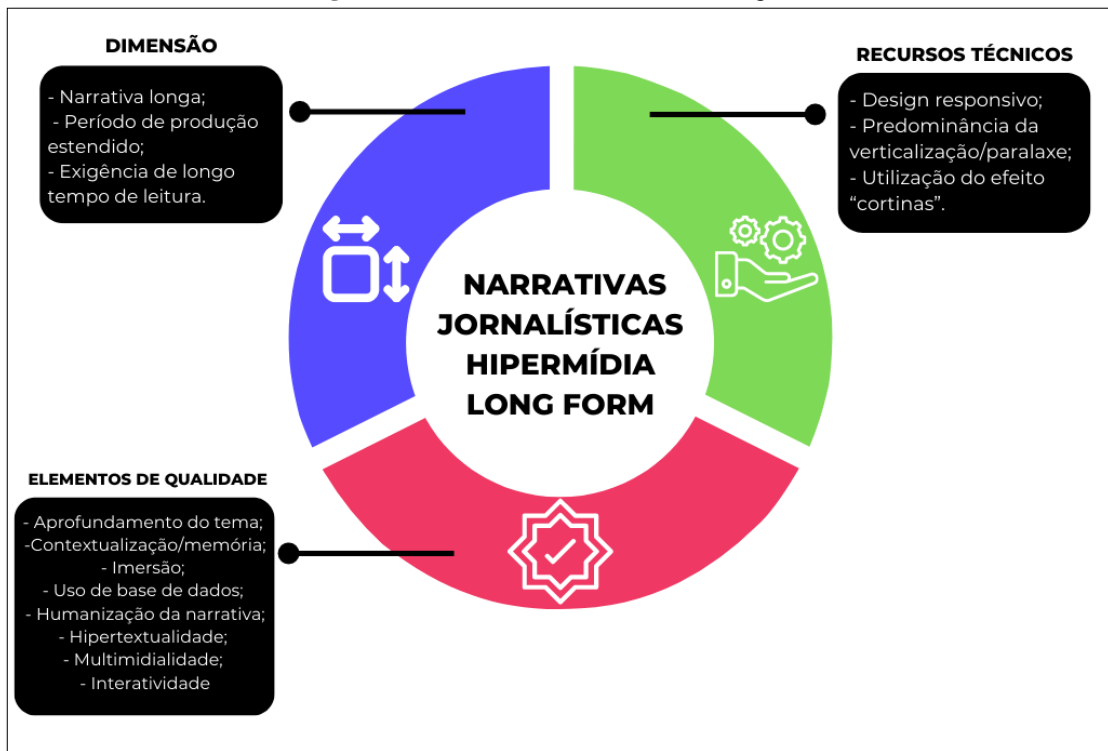 DIMENSÃO
- Narrativa longa;
- Período de produção
estendido;
- Exigência de longo
tempo de leitura.
RECURSOS TÉCNICOS
- Design responsivo;
- Predominância da
verticalização/paralaxe;
- Utilização do efeito
“cortinas”.
NARRATIVAS
JORNALÍSTICAS
HIPERMÍDIA
LONG FORM
ELEMENTOS DE QUALIDADE
- Aprofundamento do tema;
-Contextualização/memória;
- Imersão;
- Uso de base de dados;
- Humanização da narrativa;
- Hipertextualidade;
- Multimidialidade;
- Interatividade